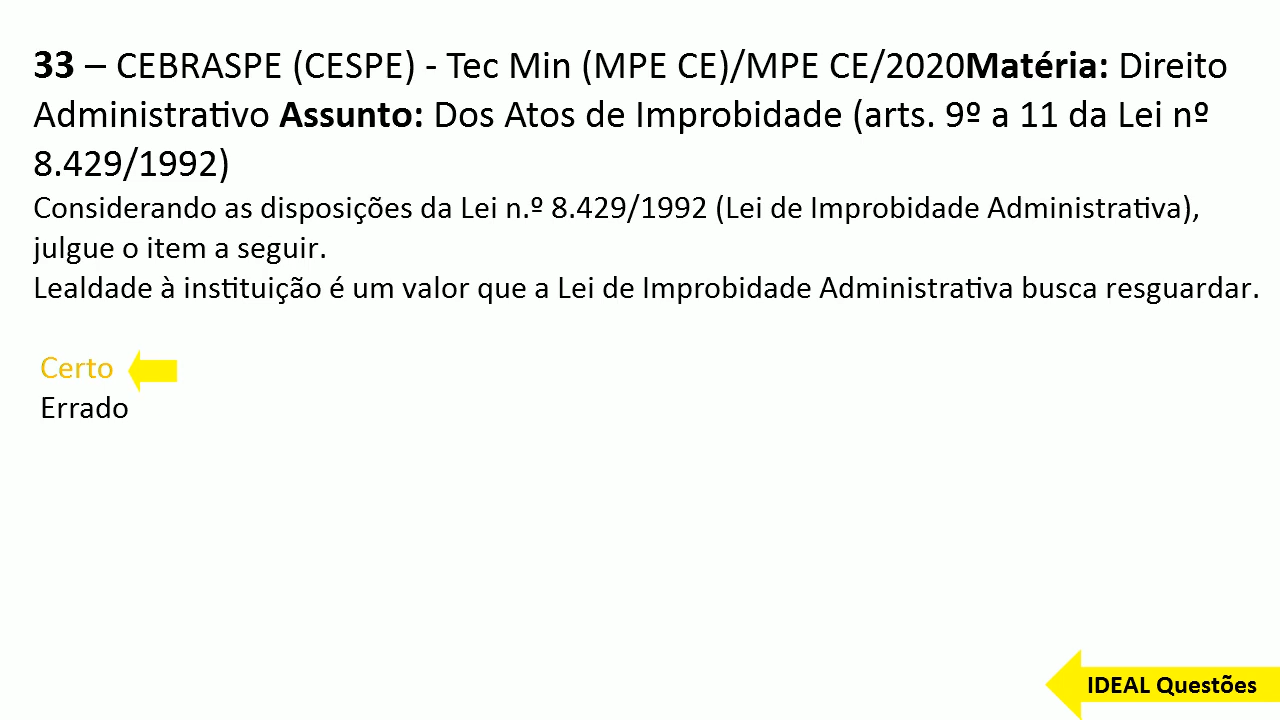 33 – CEBRASPE (CESPE) - Tec Min (MPE CE)/MPE CE/2020Matéria: Direito
Administrativo Assunto: Dos Atos de Improbidade (arts. 9º a 11 da Lei nº
8.429/1992)
Considerando as disposições da Lei n.º 8.429/1992 (Lei de Improbidade Administrativa),
julgue o item a seguir.
Lealdade à instituição é um valor que a Lei de Improbidade Administrativa busca resguardar.
Certo
Errado
IDEAL Questões